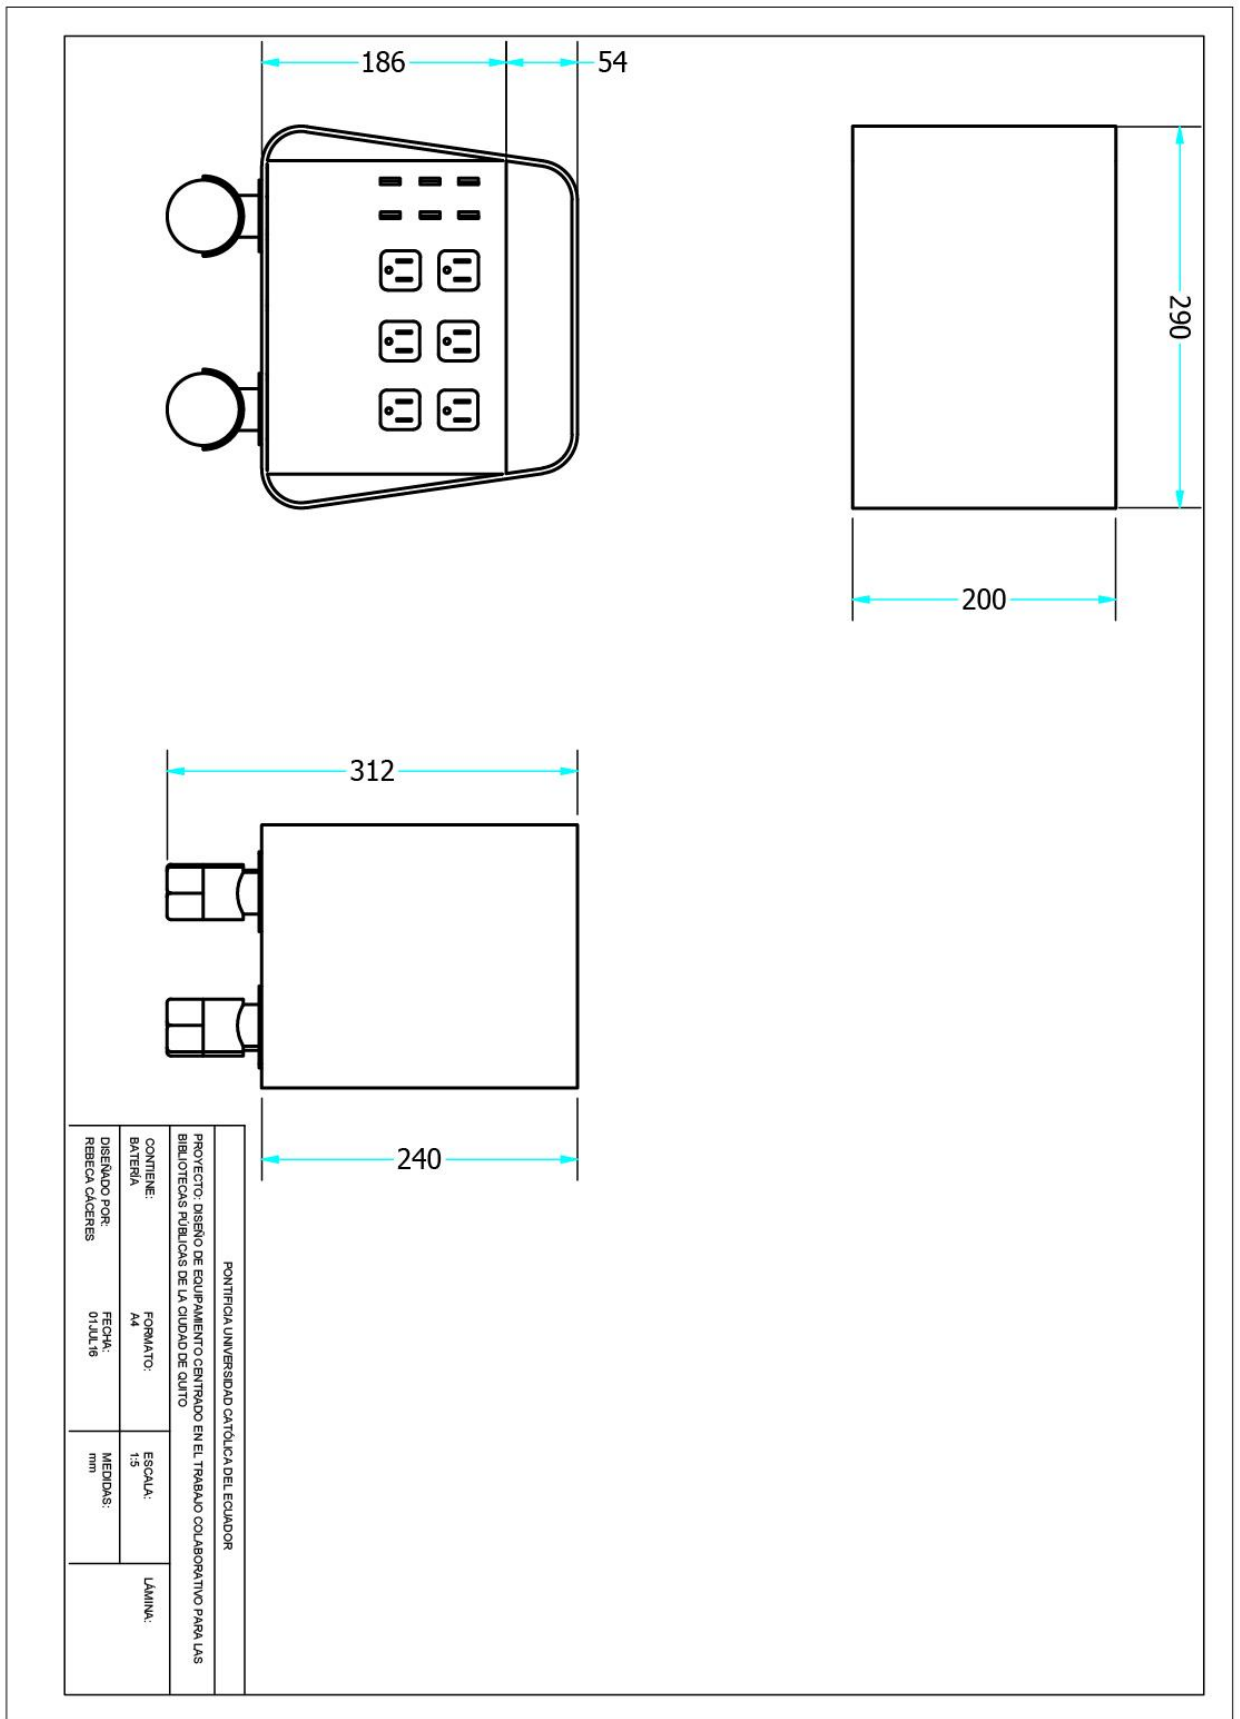 186
54
290
200
312
240
PONTIFICIA UNIVERSIDAD CATÓLICA DEL ECUADOR
PROYECTO: DISEÑO DE EQUIPAMIENTO CENTRADO EN EL TRABAJO COLABORATIVO PARA LAS
BIBLIOTECAS PÚBLICAS DE LA CIUDAD DE QUITO
CONTIENE:
BATERÍA
FORMATO:
A4
ESCALA:
1:5
LÁMINA:
DISEÑADO POR:
REBECA CÁCERES
FECHA:
01JUL16
MEDIDAS:
mm